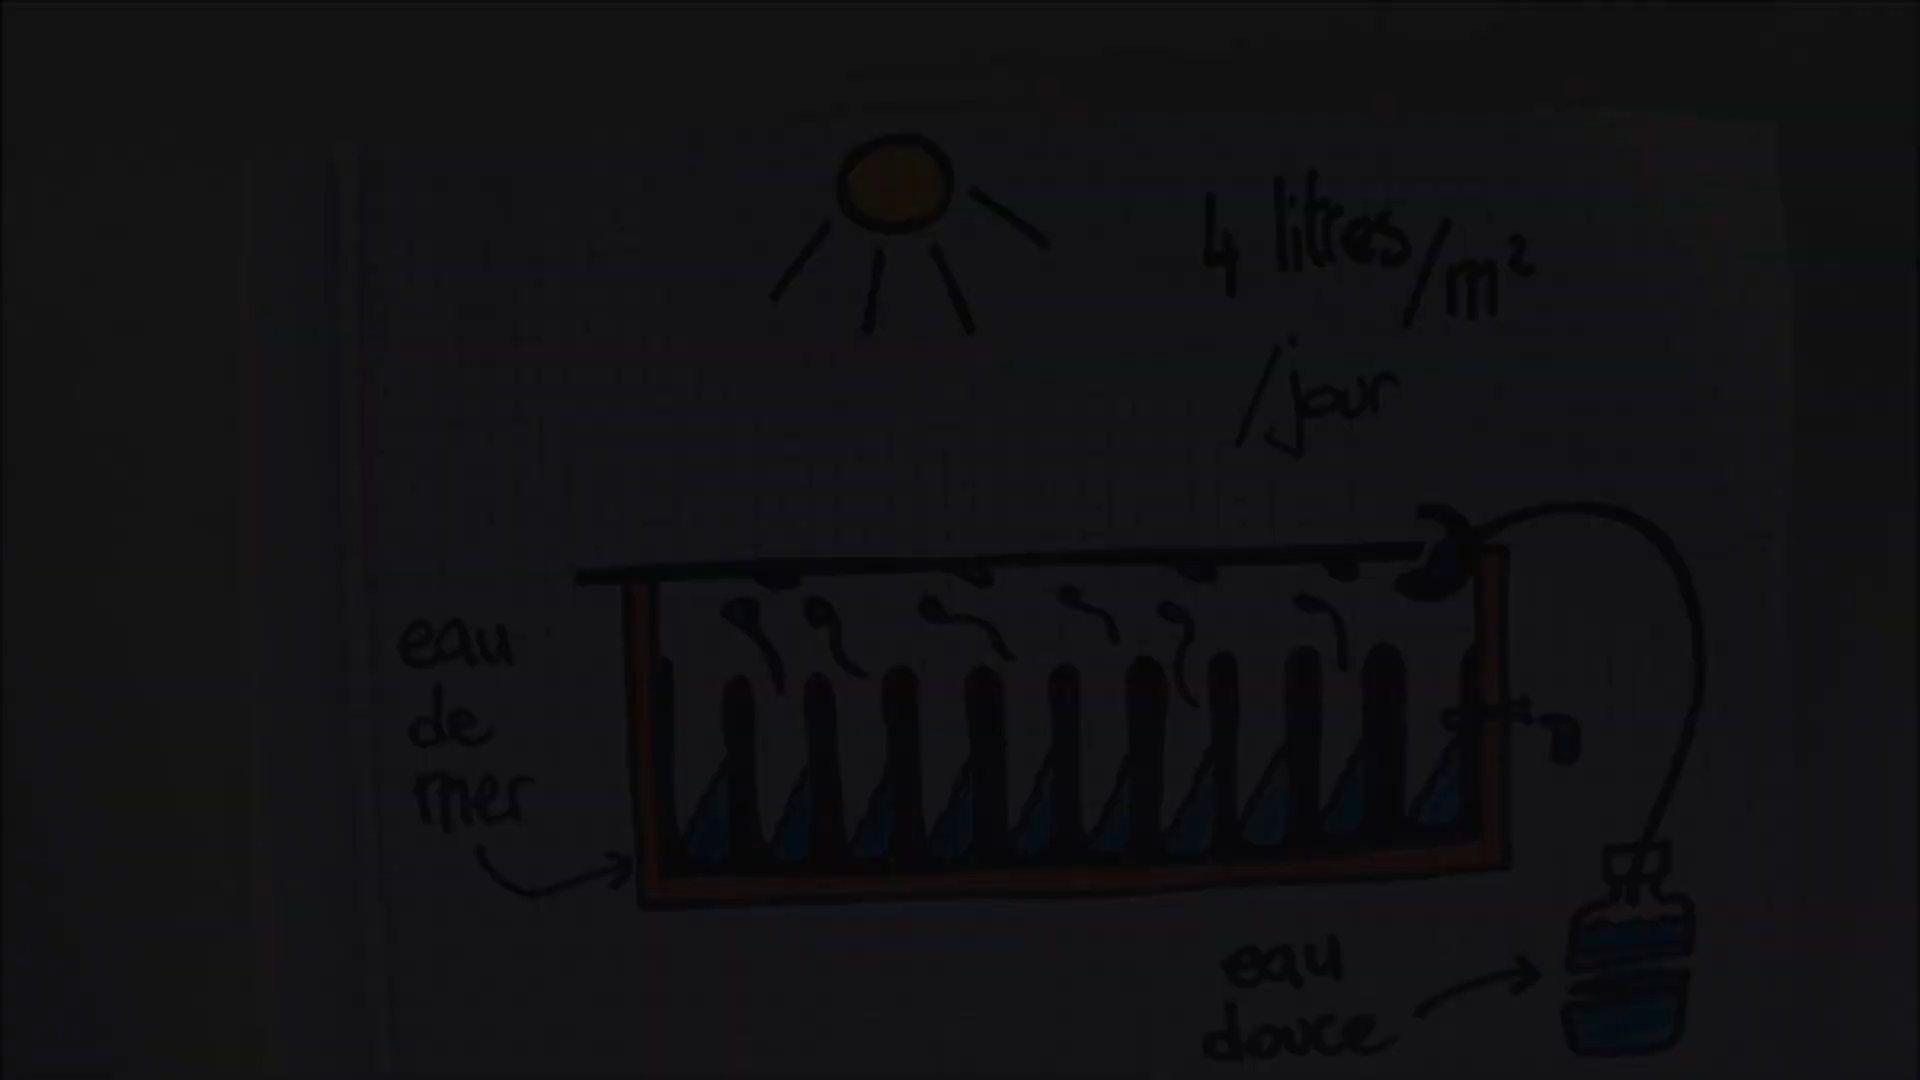 4 litres/m²
/jour
eau
de
mer
eau
douce